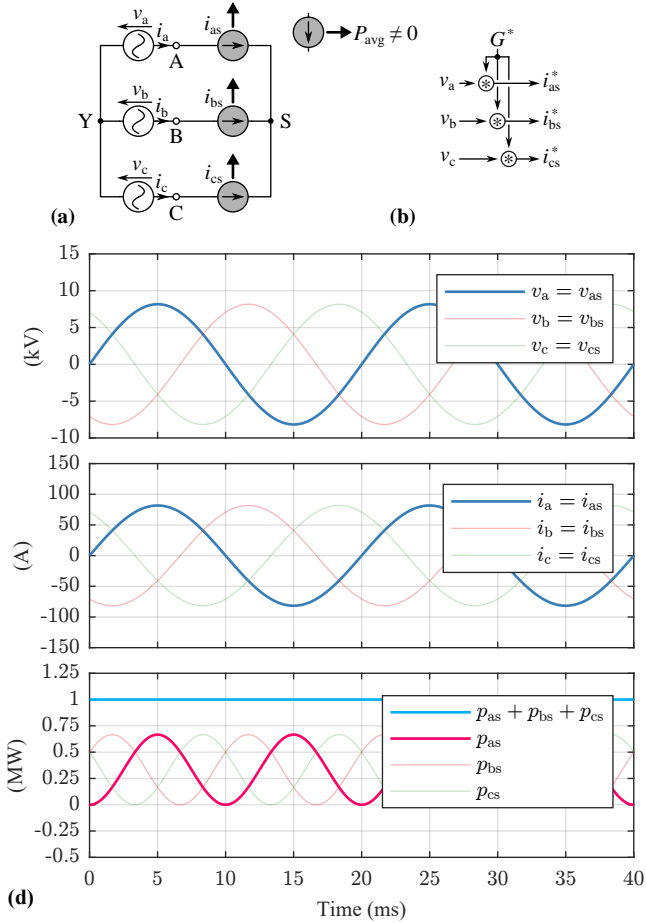 v_a i_a i_as
A
P_avg ≠ 0
v_b i_b i_bs
Y B S
v_c i_c i_cs
C
(a)
G*
v_a ⊛ i*_as
v_b ⊛ i*_bs
v_c ⊛ i*_cs
(b)
15
10
5
0
-5
-10
(kV)
v_a = v_as
v_b = v_bs
v_c = v_cs
150
100
50
0
-50
-100
-150
(A)
i_a = i_as
i_b = i_bs
i_c = i_cs
1.25
1
0.75
0.5
0.25
0
-0.25
-0.5
(MW)
p_as + p_bs + p_cs
p_as
p_bs
p_cs
0 5 10 15 20 25 30 35 40
Time (ms)
(d)